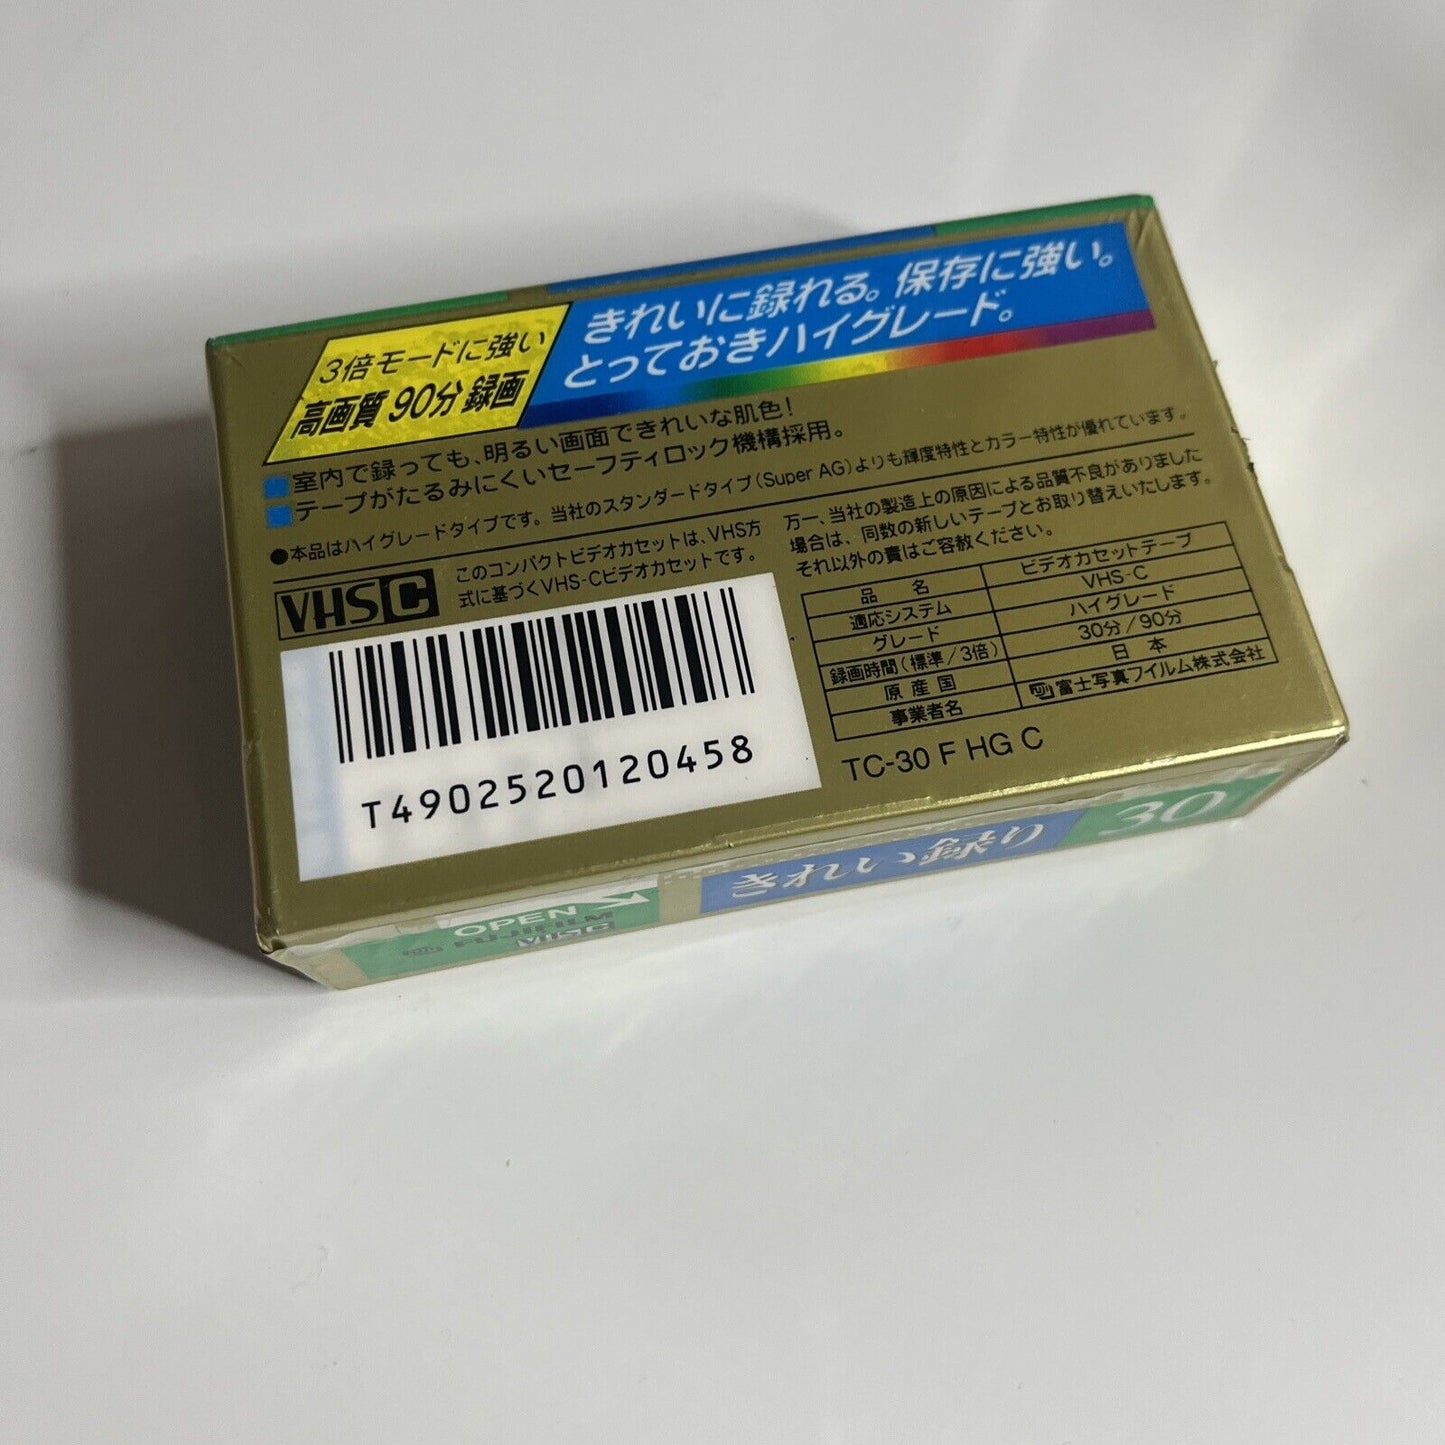 きれいに録れる。保存に強い。
とっておきハイグレード。
3倍モードに強い
高画質 90分 録画
室内で録っても、明るい画面できれいな肌色!
テープがたるみにくいセーフティロック機構採用。
●本品はハイグレードタイプです。当社のスタンダードタイプ(Super AG)よりも輝度特性とカラー特性が優れています。
VHS C
このコンパクトビデオカセットは、VHS方
式に基づくVHS-Cビデオカセットです。
万一、当社の製造上の原因による品質不良がありました
場合は、同数の新しいテープとお取り替えいたします。
それ以外の責はご容赦ください。
品 名 ビデオカセットテープ
適応システム VHS-C
グレード ハイグレード
録画時間(標準/3倍) 30分/90分
原産国 日本
事業者名 FUJI 富士写真フイルム株式会社
T4902520120458
TC-30 F HG C
きれい録り 30
OPEN
FUJIFILM
VHS C